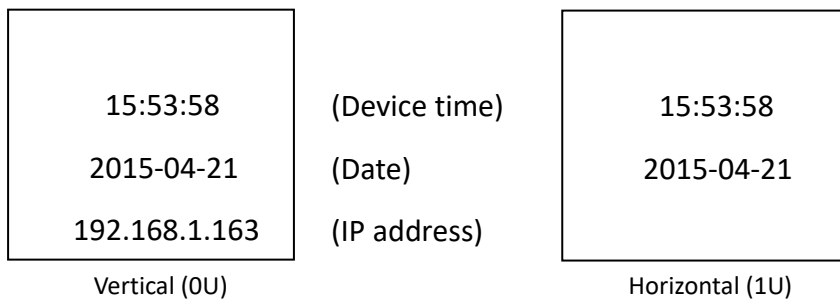 15:53:58 (Device time) 15:53:58
2015-04-21 (Date) 2015-04-21
192.168.1.163 (IP address)
Vertical (0U) Horizontal (1U)